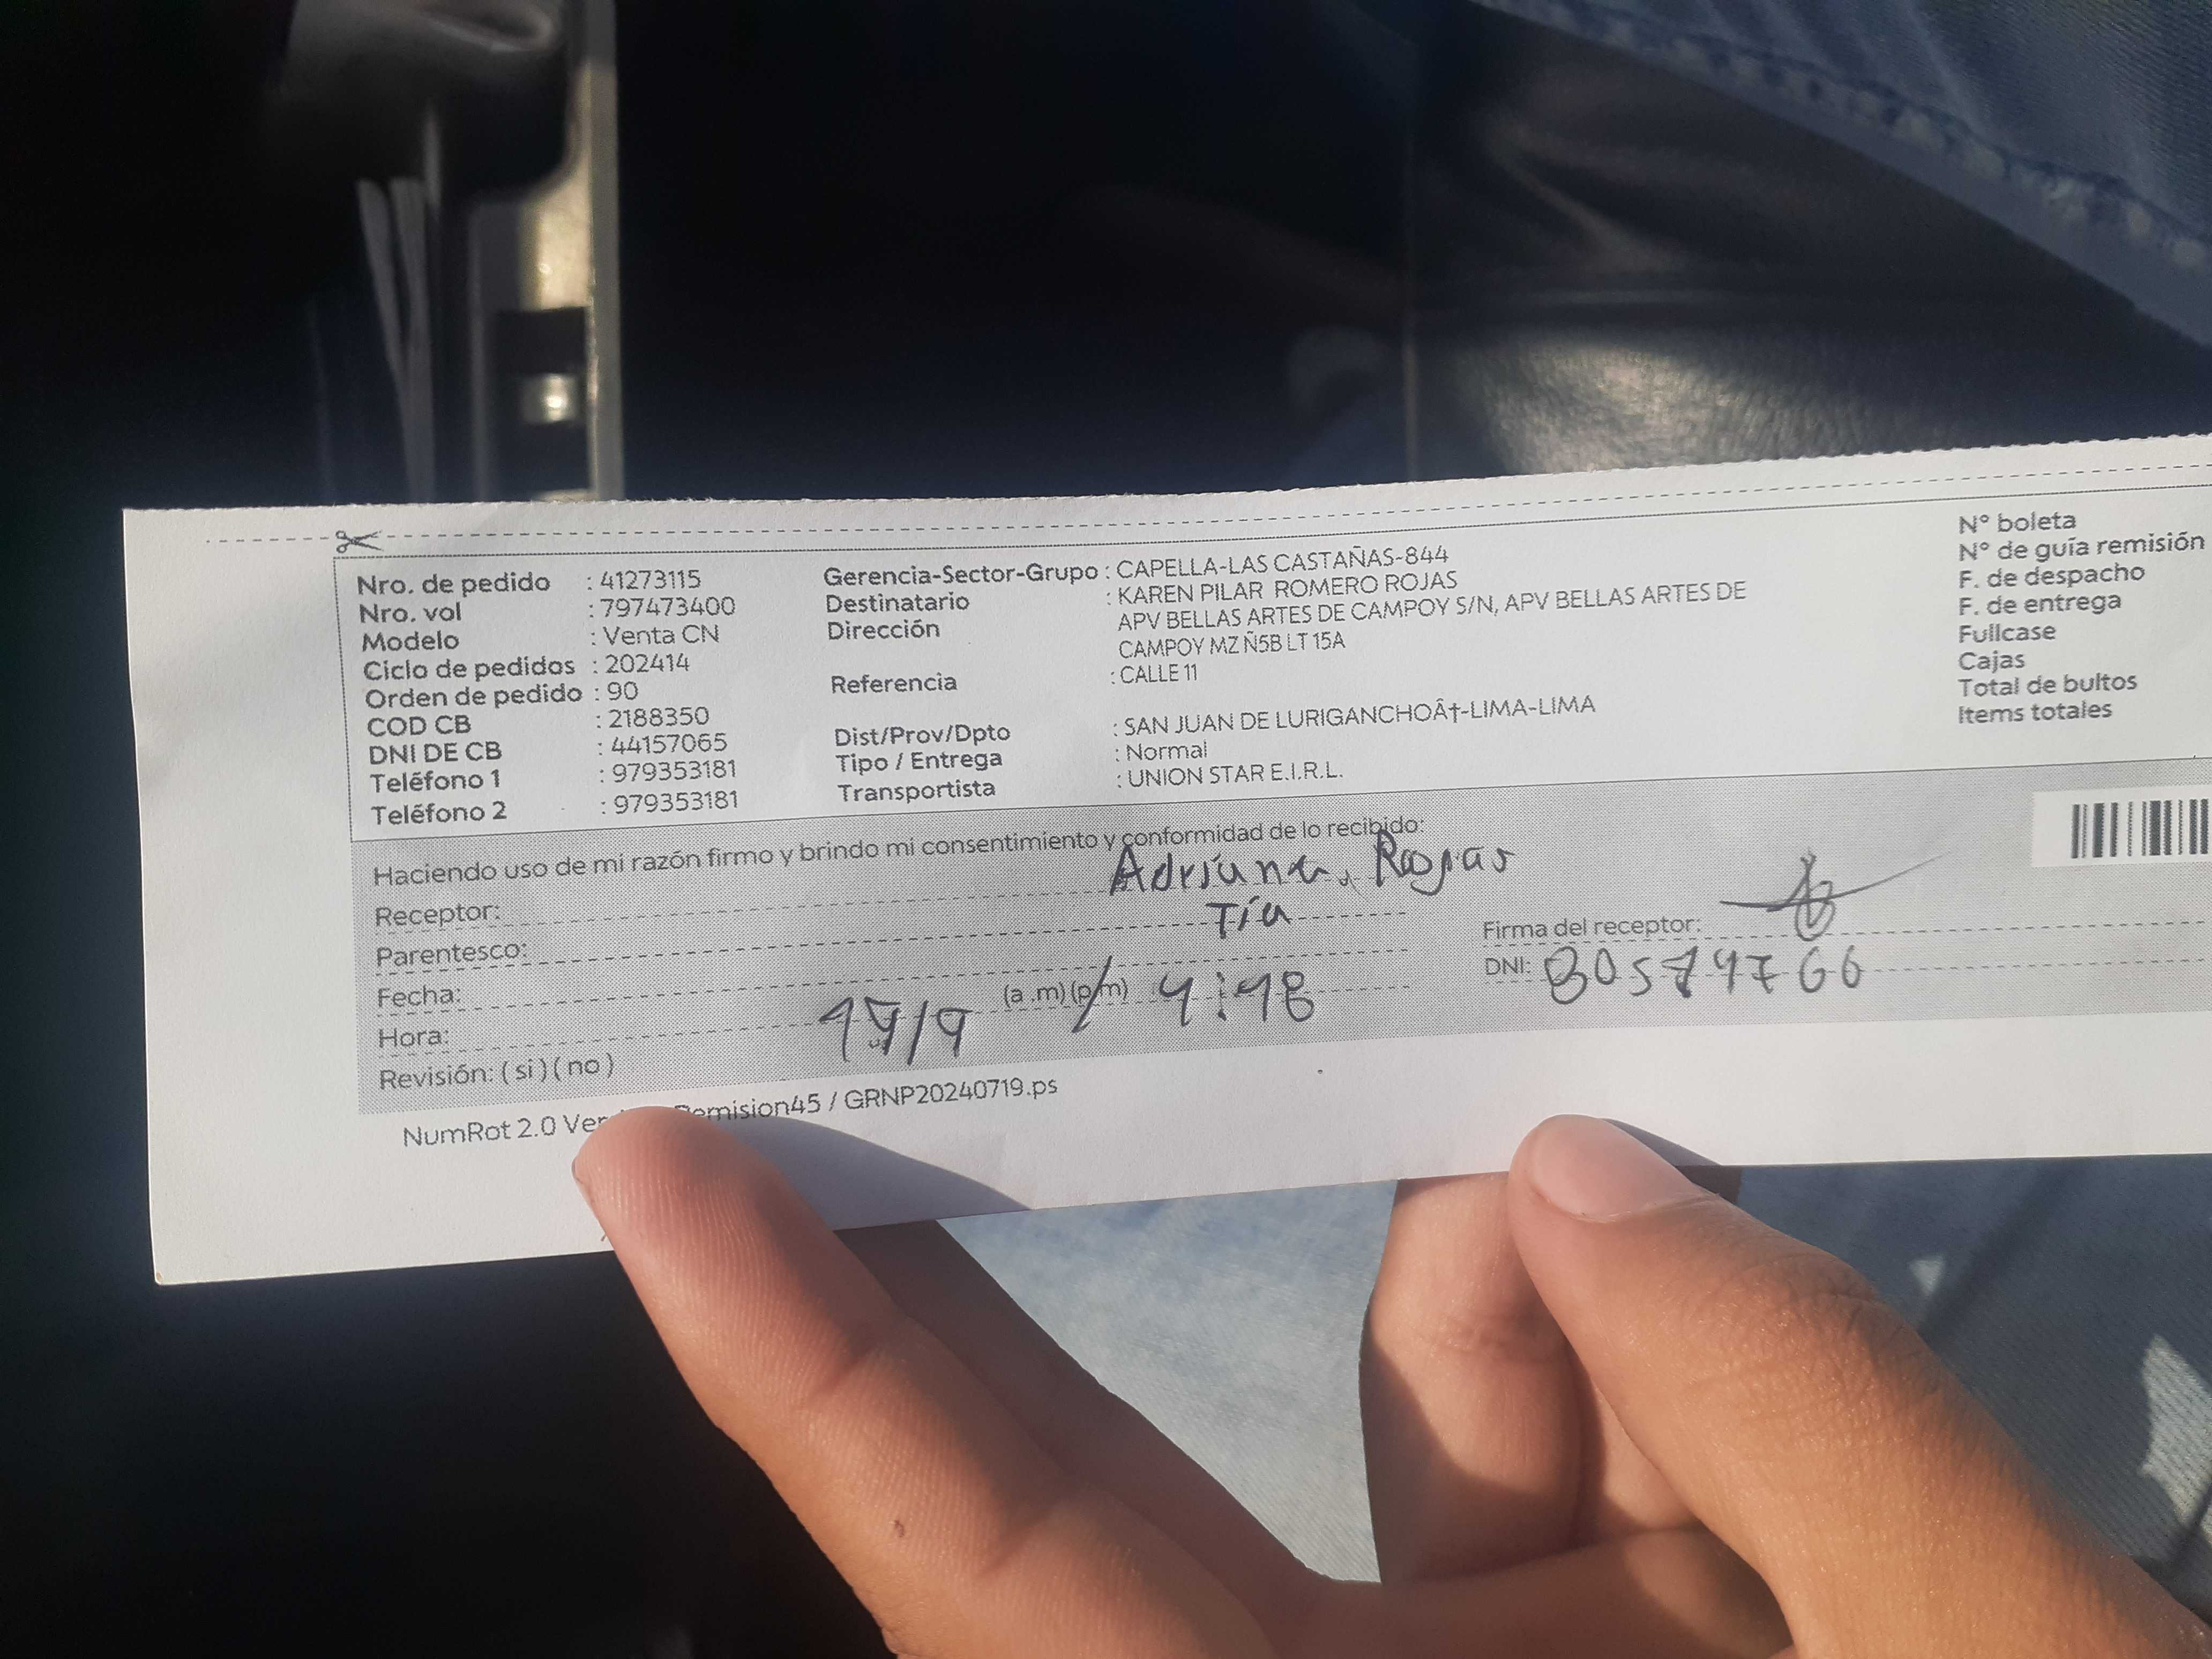 Nro. de pedido : 41273115
Nro. vol : 797473400
Modelo : Venta CN
Ciclo de pedidos : 202414
Orden de pedido : 90
COD CB : 2188350
DNI DE CB : 44157065
Teléfono 1 : 979353181
Teléfono 2 : 979353181
Gerencia-Sector-Grupo : CAPELLA-LAS CASTAÑAS-844
Destinatario : KAREN PILAR ROMERO ROJAS
Dirección APV BELLAS ARTES DE CAMPOY S/N, APV BELLAS ARTES DE
CAMPOY MZ Ñ5B LT 15A
Referencia : CALLE 11
Dist/Prov/Dpto : SAN JUAN DE LURIGANCHOÂ†-LIMA-LIMA
Tipo / Entrega : Normal
Transportista : UNION STAR E.I.R.L.
N° boleta
N° de guía remisión
F. de despacho
F. de entrega
Fullcase
Cajas
Total de bultos
Items totales
Haciendo uso de mi razón firmo y brindo mi consentimiento y conformidad de lo recibido:
Receptor: Adriana Rojas
Parentesco: Tía
Fecha:
Hora: (a .m) (p/m) 4:48
Revisión: ( si ) ( no )
Firma del receptor:
DNI:
NumRot 2.0 Ver Remision45 / GRNP20240719.ps